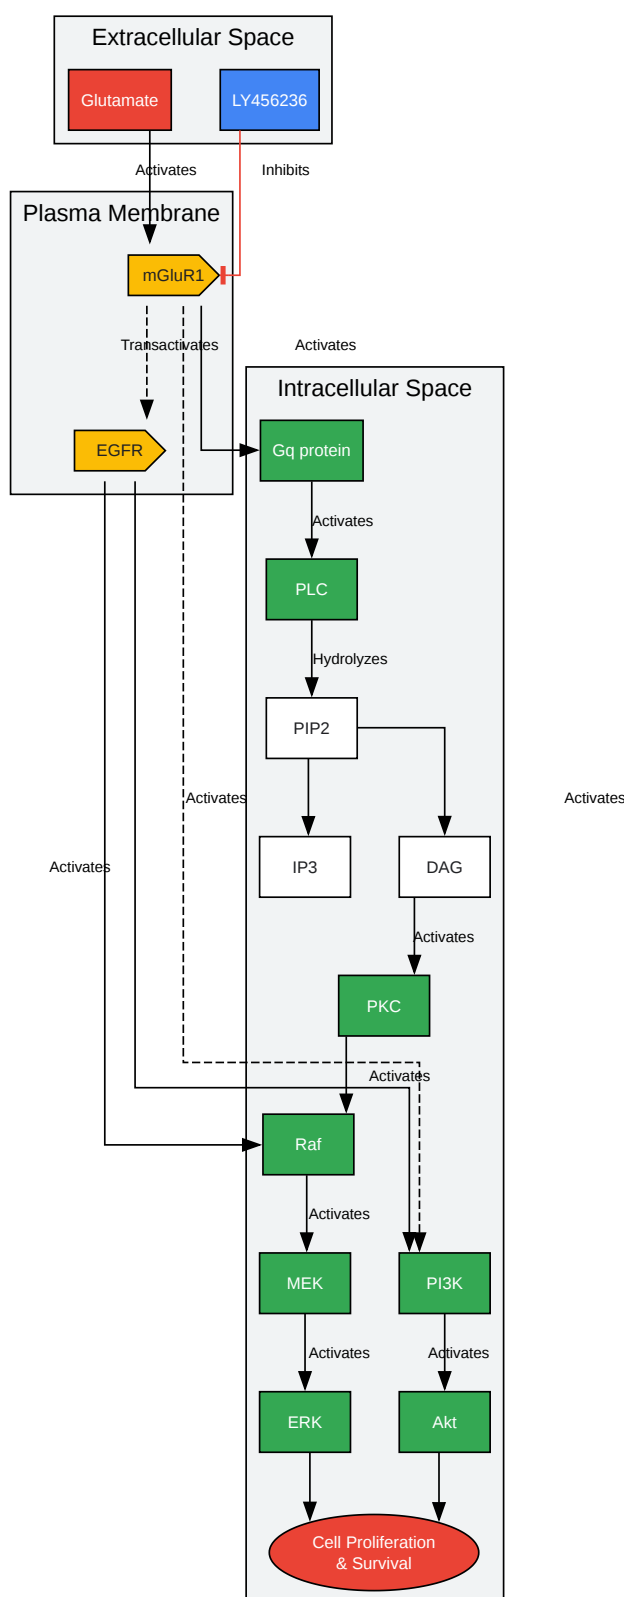 Extracellular Space
Glutamate
LY456236
Activates
Inhibits
Plasma Membrane
mGluR1
Transactivates
Activates
Intracellular Space
EGFR
Gq protein
Activates
PLC
Hydrolyzes
PIP2
Activates
Activates
Activates
IP3
DAG
Activates
PKC
Activates
Raf
Activates
MEK
PI3K
Activates
Activates
ERK
Akt
Cell Proliferation
& Survival